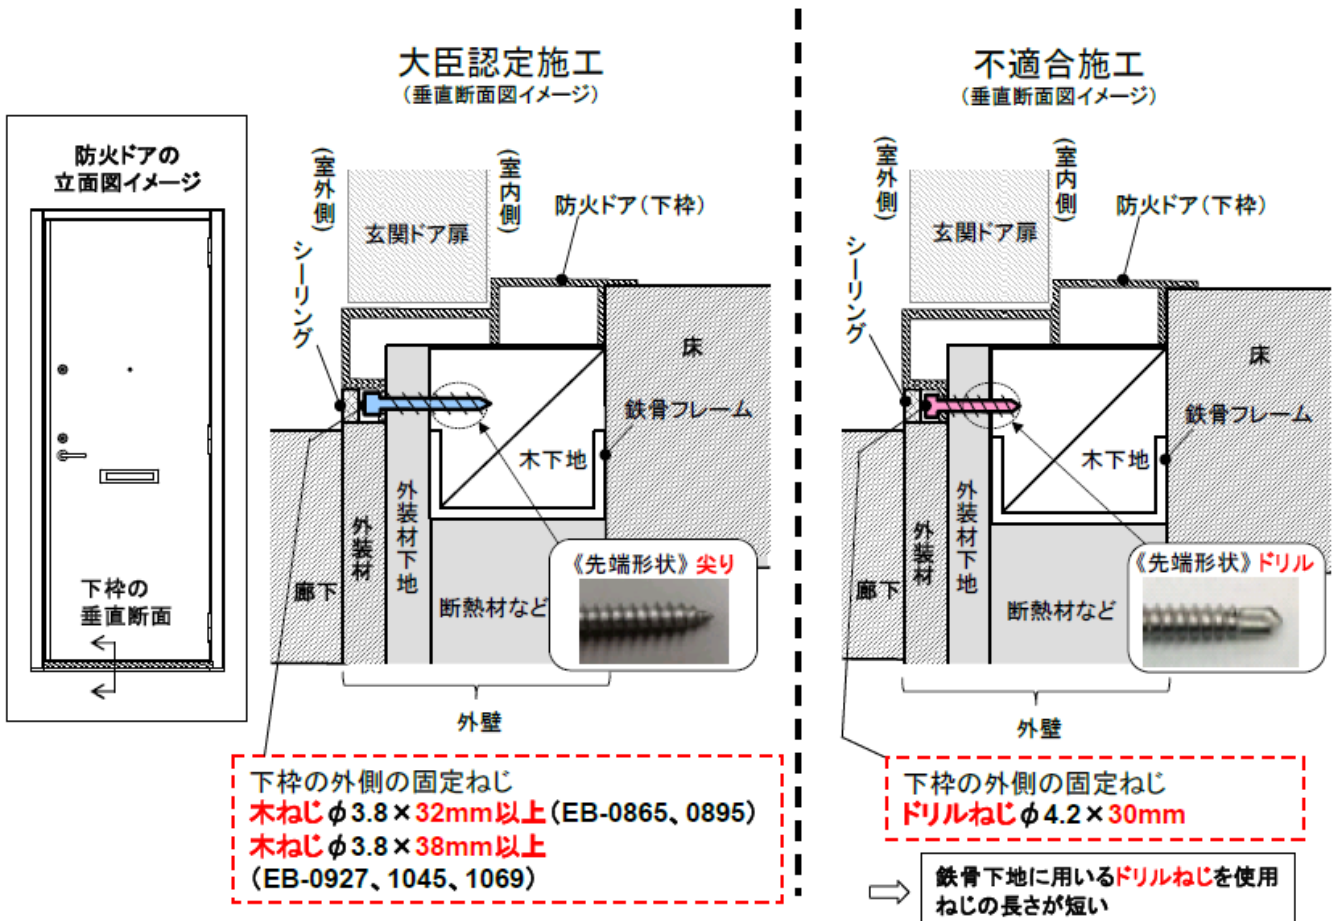 防火ドアの
立面図イメージ
下枠の
垂直断面
大臣認定施工
(垂直断面図イメージ)
(室外側)
(室内側)
防火ドア(下枠)
玄関ドア扉
シーリング
床
鉄骨フレーム
木下地
外装材下地
外装材
廊下
断熱材など
《先端形状》尖り
外壁
下枠の外側の固定ねじ
木ねじφ3.8×32mm以上(EB-0865、0895)
木ねじφ3.8×38mm以上
(EB-0927、1045、1069)
不適合施工
(垂直断面図イメージ)
(室外側)
(室内側)
防火ドア(下枠)
玄関ドア扉
シーリング
床
鉄骨フレーム
木下地
外装材下地
外装材
廊下
断熱材など
《先端形状》ドリル
外壁
下枠の外側の固定ねじ
ドリルねじφ4.2×30mm
鉄骨下地に用いるドリルねじを使用
ねじの長さが短い